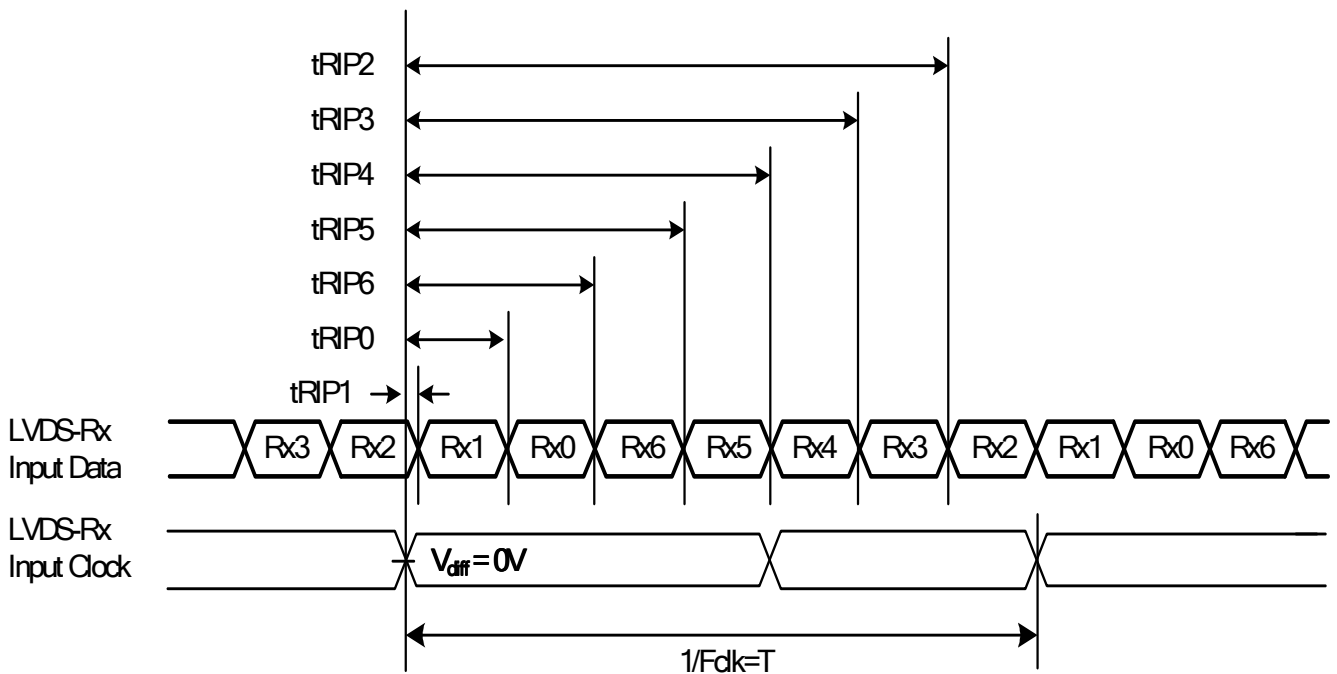 tRIP2
tRIP3
tRIP4
tRIP5
tRIP6
tRIP0
tRIP1
LVDS-Rx
Input Data
Rx3 Rx2 Rx1 Rx0 Rx6 Rx5 Rx4 Rx3 Rx2 Rx1 Rx0 Rx6
LVDS-Rx
Input Clock
Vdiff = 0V
1/Fclk=T